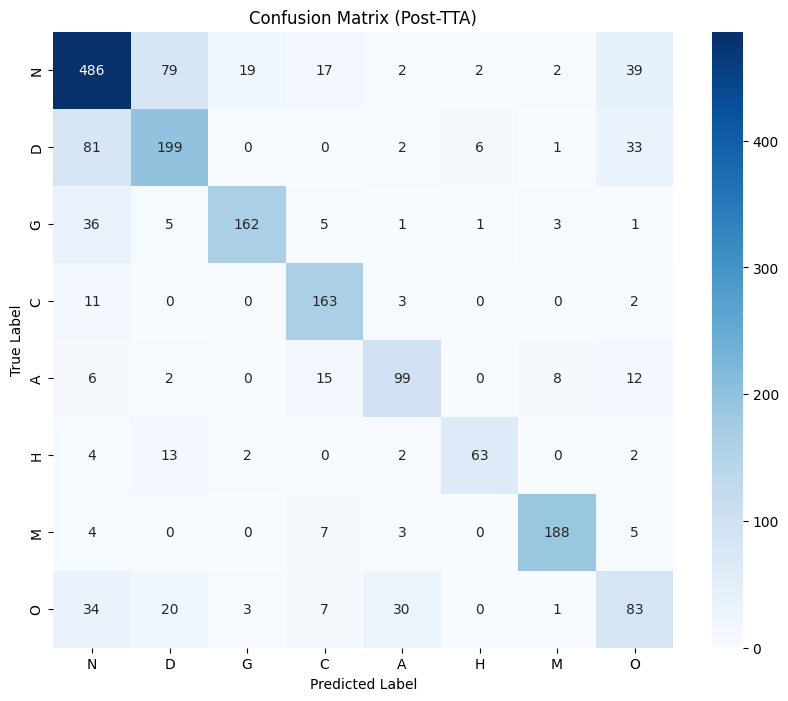 Confusion Matrix (Post-TTA)
N 486 79 19 17 2 2 2 39
D 81 199 0 0 2 6 1 33
G 36 5 162 5 1 1 3 1
C 11 0 0 163 3 0 0 2
A 6 2 0 15 99 0 8 12
H 4 13 2 0 2 63 0 2
M 4 0 0 7 3 0 188 5
O 34 20 3 7 30 0 1 83
N D G C A H M O
Predicted Label
True Label
400
300
200
100
0